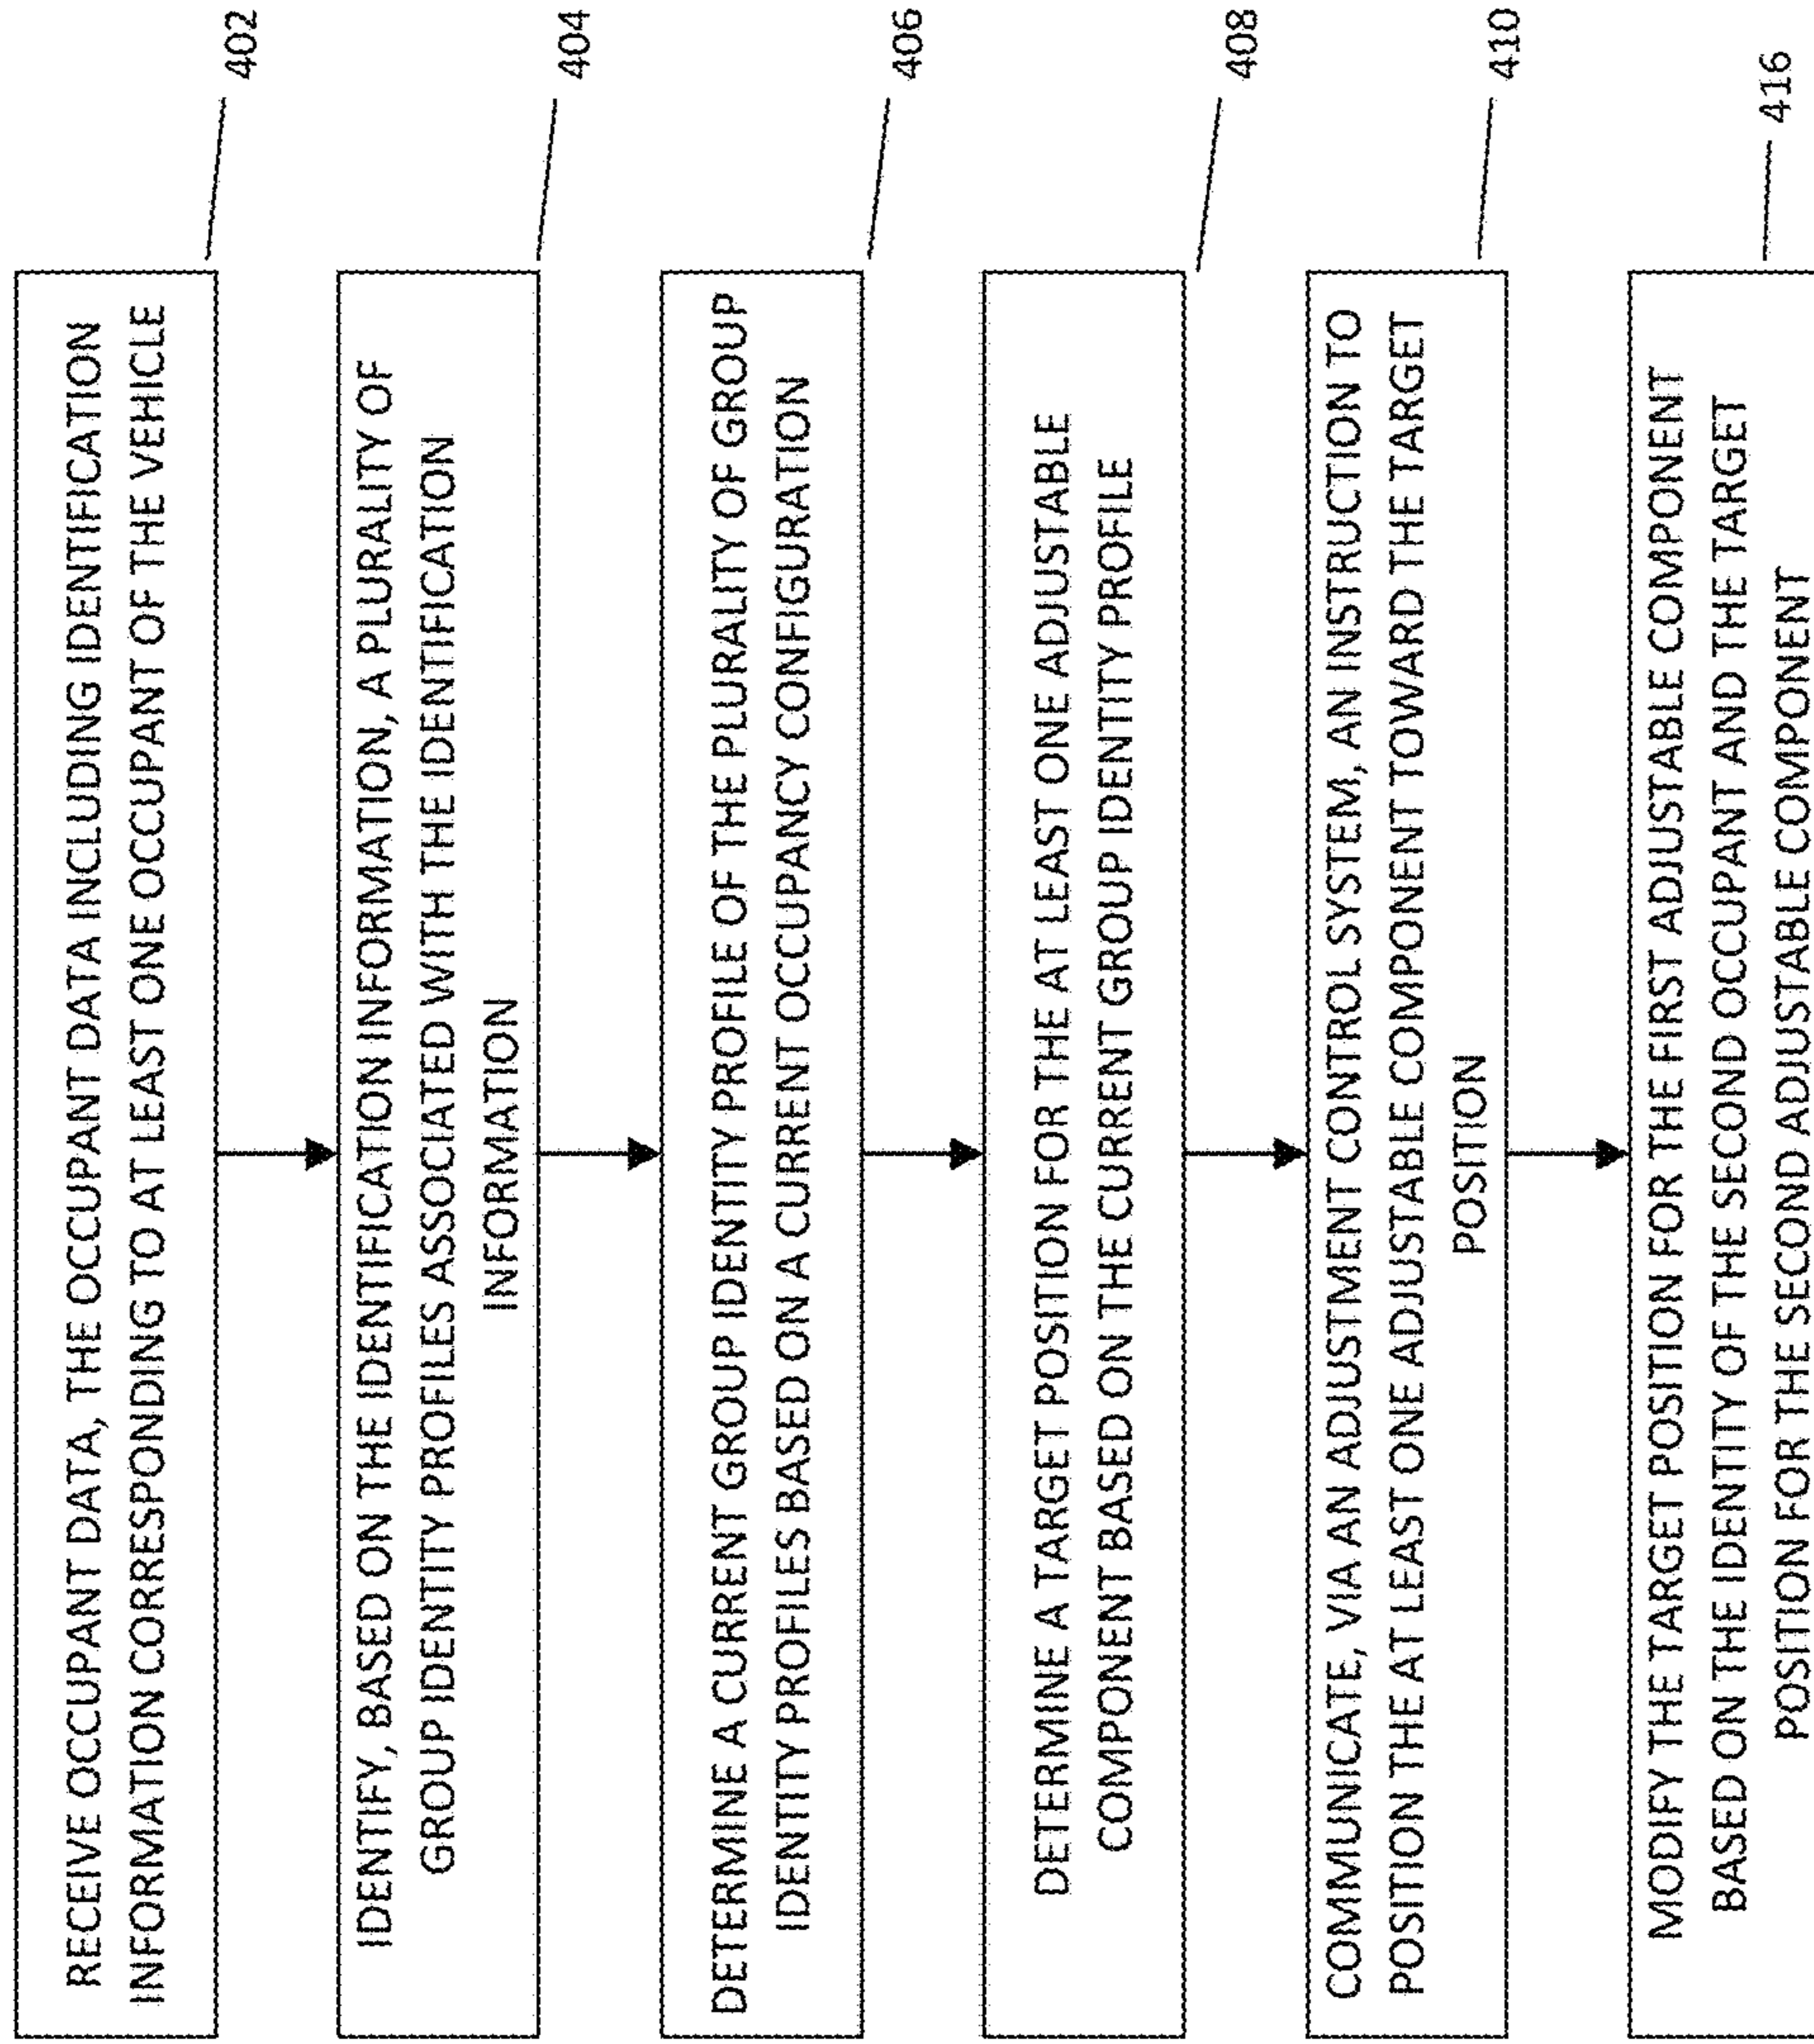 RECEIVE OCCUPANT DATA, THE OCCUPANT DATA INCLUDING IDENTIFICATION
INFORMATION CORRESPONDING TO AT LEAST ONE OCCUPANT OF THE VEHICLE
402
IDENTIFY, BASED ON THE IDENTIFICATION INFORMATION, A PLURALITY OF
GROUP IDENTITY PROFILES ASSOCIATED WITH THE IDENTIFICATION
INFORMATION
404
DETERMINE A CURRENT GROUP IDENTITY PROFILE OF THE PLURALITY OF GROUP
IDENTITY PROFILES BASED ON A CURRENT OCCUPANCY CONFIGURATION
406
DETERMINE A TARGET POSITION FOR THE AT LEAST ONE ADJUSTABLE
COMPONENT BASED ON THE CURRENT GROUP IDENTITY PROFILE
408
COMMUNICATE, VIA AN ADJUSTMENT CONTROL SYSTEM, AN INSTRUCTION TO
POSITION THE AT LEAST ONE ADJUSTABLE COMPONENT TOWARD THE TARGET
POSITION
410
MODIFY THE TARGET POSITION FOR THE FIRST ADJUSTABLE COMPONENT
BASED ON THE IDENTITY OF THE SECOND OCCUPANT AND THE TARGET
POSITION FOR THE SECOND ADJUSTABLE COMPONENT
416